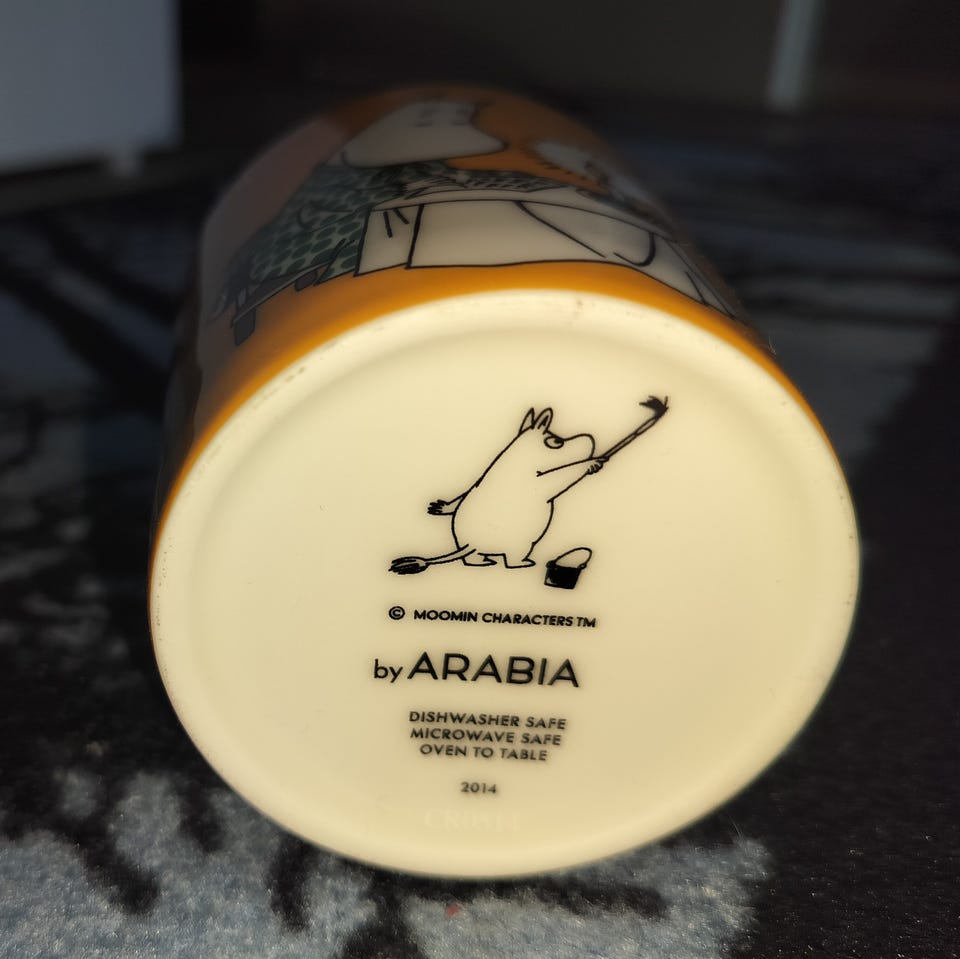 © MOOMIN CHARACTERS TM
by ARABIA
DISHWASHER SAFE
MICROWAVE SAFE
OVEN TO TABLE
2014